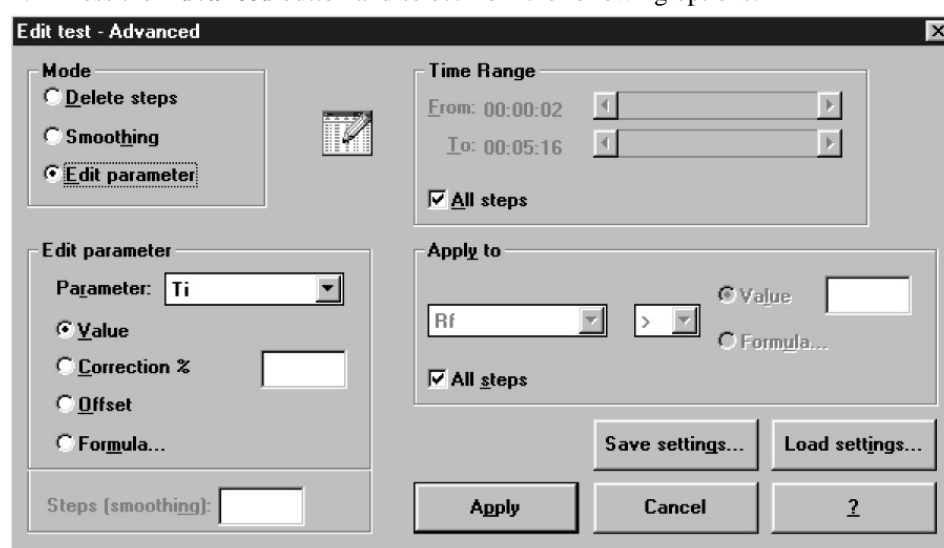 Edit test - Advanced
Mode
Delete steps
Smoothing
Edit parameter
Time Range
From: 00:00:02
To: 00:05:16
All steps
Edit parameter
Parameter: Ti
Value
Correction %
Offset
Formula...
Steps (smoothing):
Apply to
Rf >
Value
Formula...
All steps
Save settings... Load settings...
Apply Cancel ?